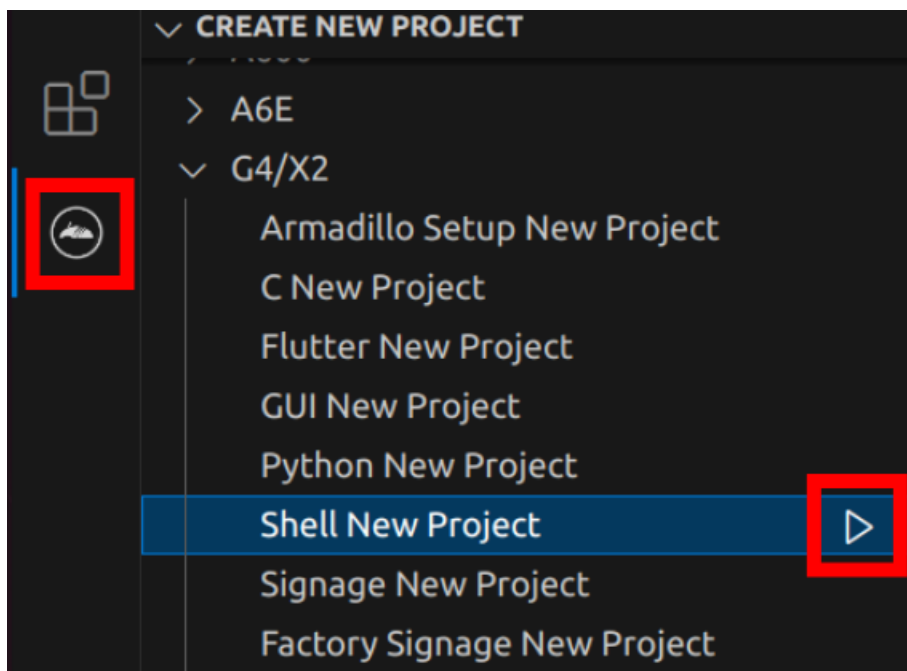 CREATE NEW PROJECT
A6E
G4/X2
Armadillo Setup New Project
C New Project
Flutter New Project
GUI New Project
Python New Project
Shell New Project
Signage New Project
Factory Signage New Project